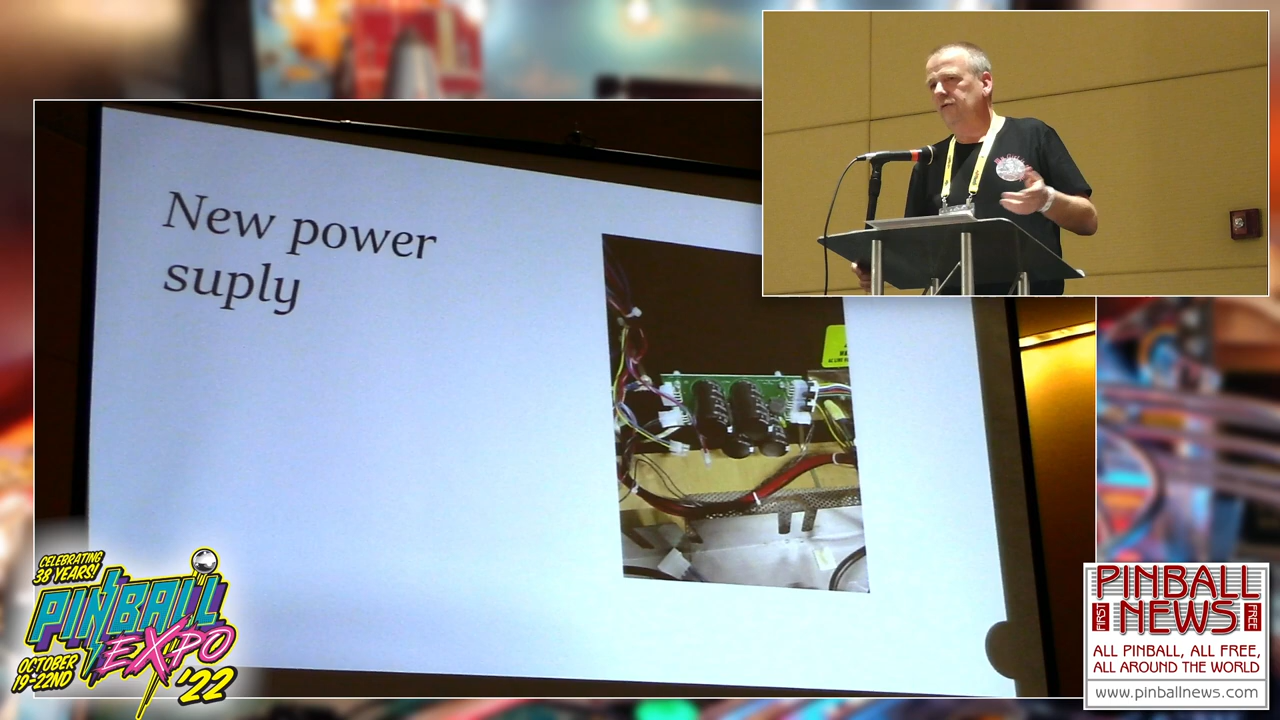 New power
suply
CELEBRATING
38 YEARS!
PINBALL
EXPO
OCTOBER
19-22ND
'22
PINBALL
FIRST
NEWS
FREE
ALL PINBALL, ALL FREE,
ALL AROUND THE WORLD
www.pinballnews.com